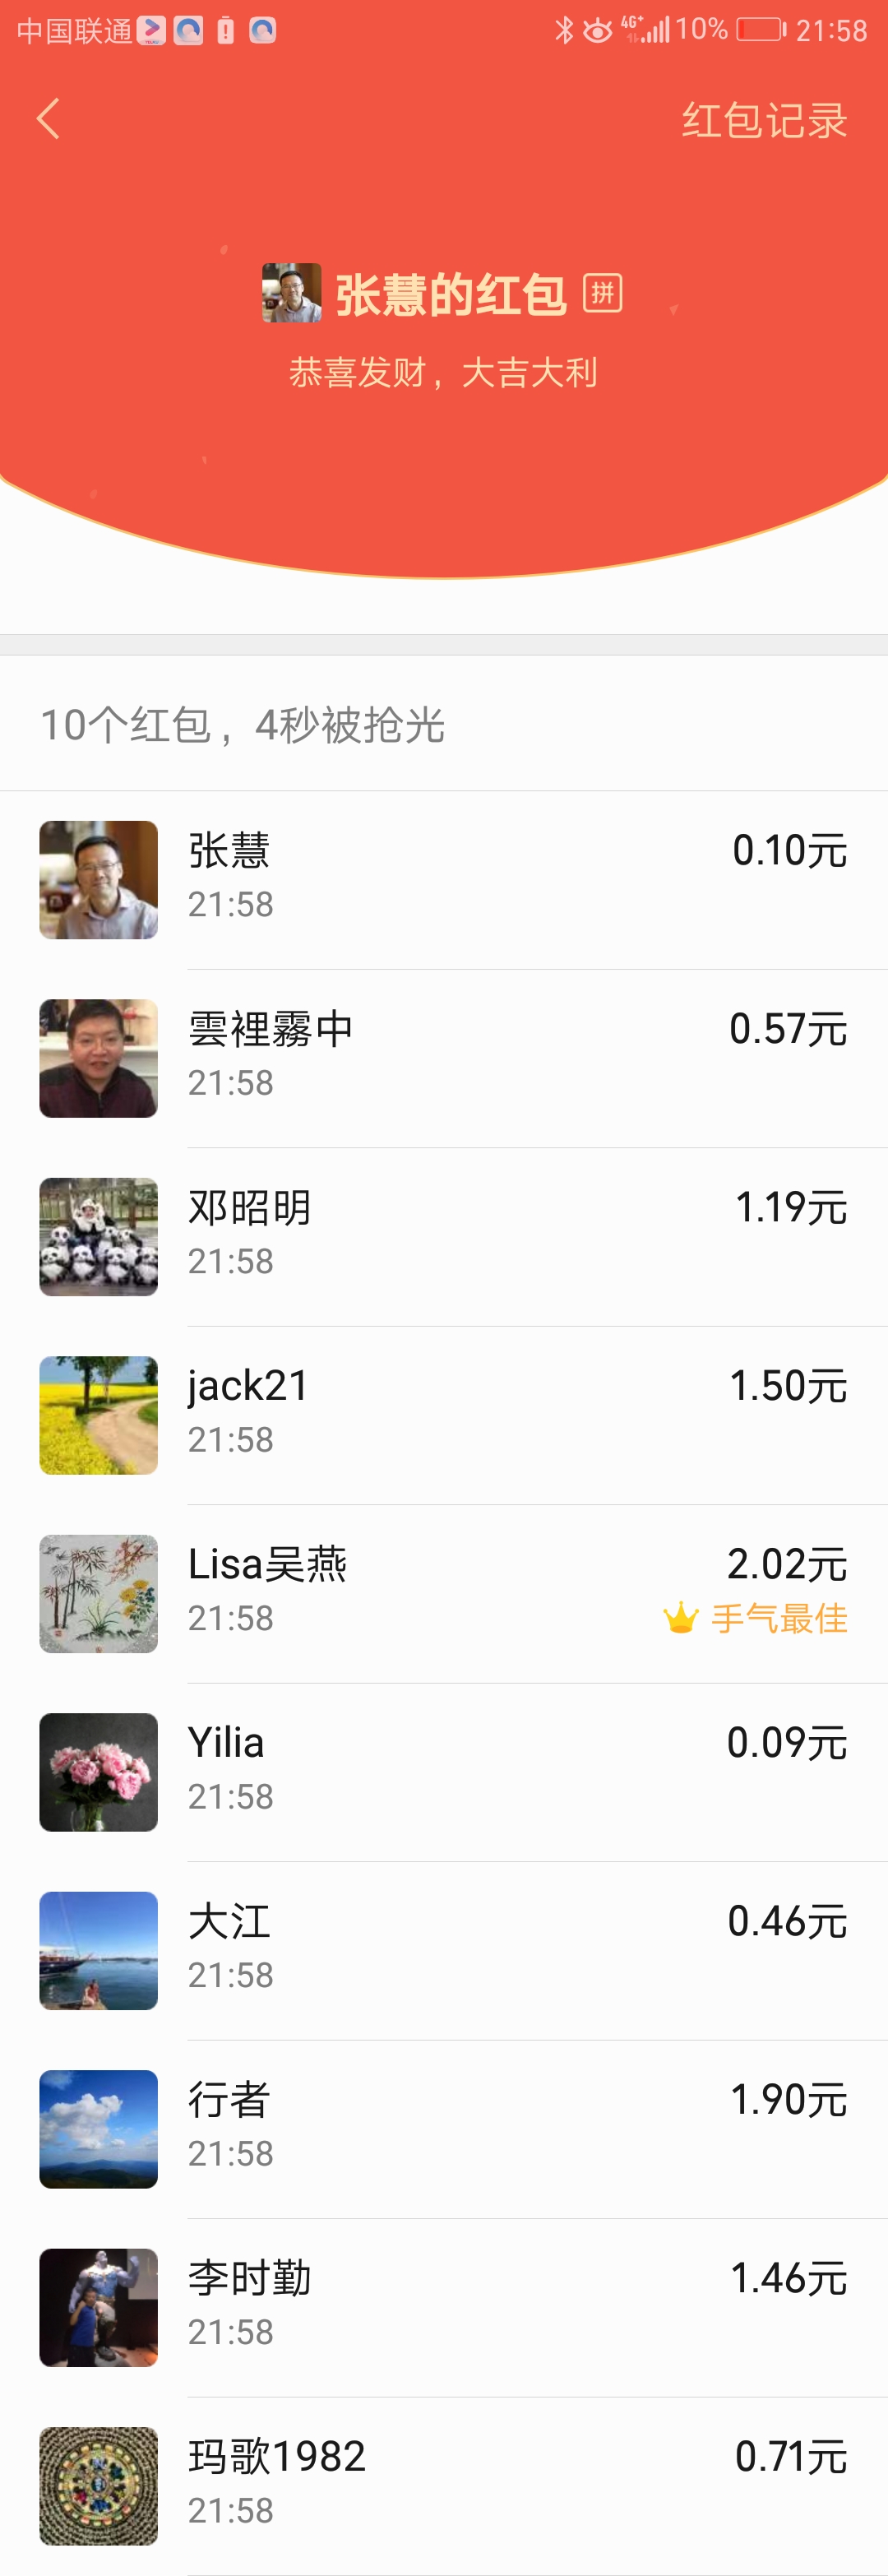 中国联通 4G+ 10% 21:58
红包记录
张慧的红包 拼
恭喜发财，大吉大利
10个红包，4秒被抢光
张慧 0.10元
21:58
雲裡霧中 0.57元
21:58
邓昭明 1.19元
21:58
jack21 1.50元
21:58
Lisa吴燕 2.02元
21:58 手气最佳
Yilia 0.09元
21:58
大江 0.46元
21:58
行者 1.90元
21:58
李时勤 1.46元
21:58
玛歌1982 0.71元
21:58